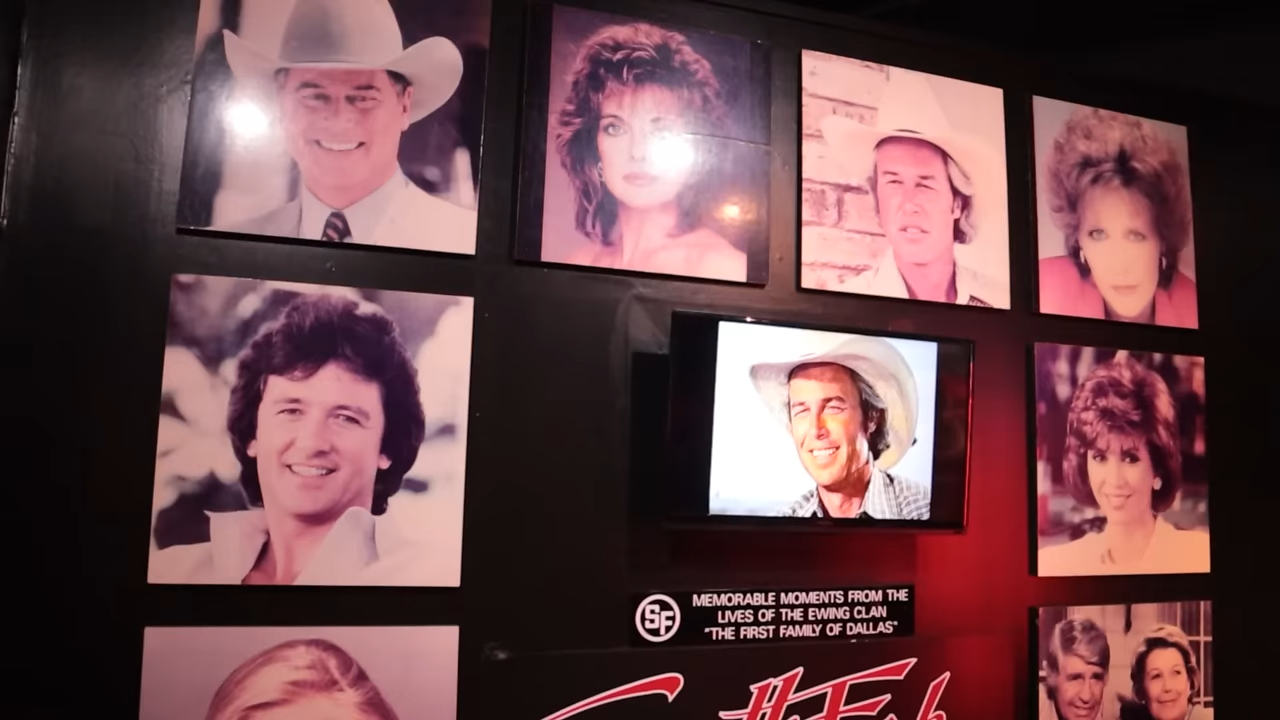 SF
MEMORABLE MOMENTS FROM THE
LIVES OF THE EWING CLAN
"THE FIRST FAMILY OF DALLAS"